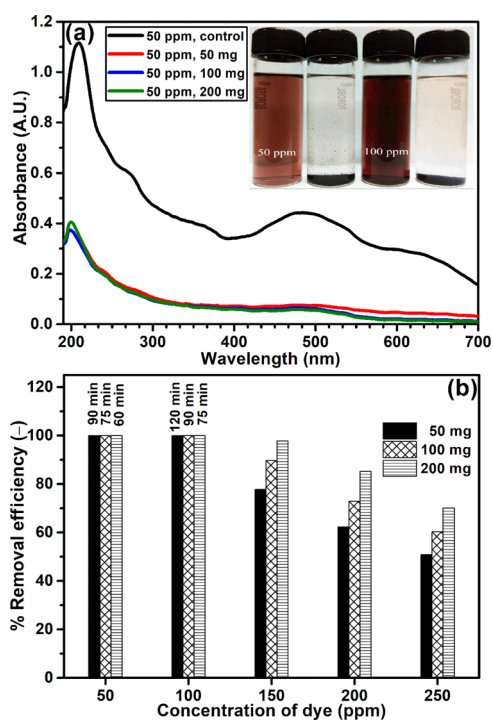 (a)
50 ppm, control
50 ppm, 50 mg
50 ppm, 100 mg
50 ppm, 200 mg
50 ppm
100 ppm
Absorbance (A.U.)
1.2
1.0
0.8
0.6
0.4
0.2
0.0
200 300 400 500 600 700
Wavelength (nm)
(b)
90 min
75 min
60 min
120 min
90 min
75 min
50 mg
100 mg
200 mg
% Removal efficiency (–)
120
100
80
60
40
20
0
50 100 150 200 250
Concentration of dye (ppm)